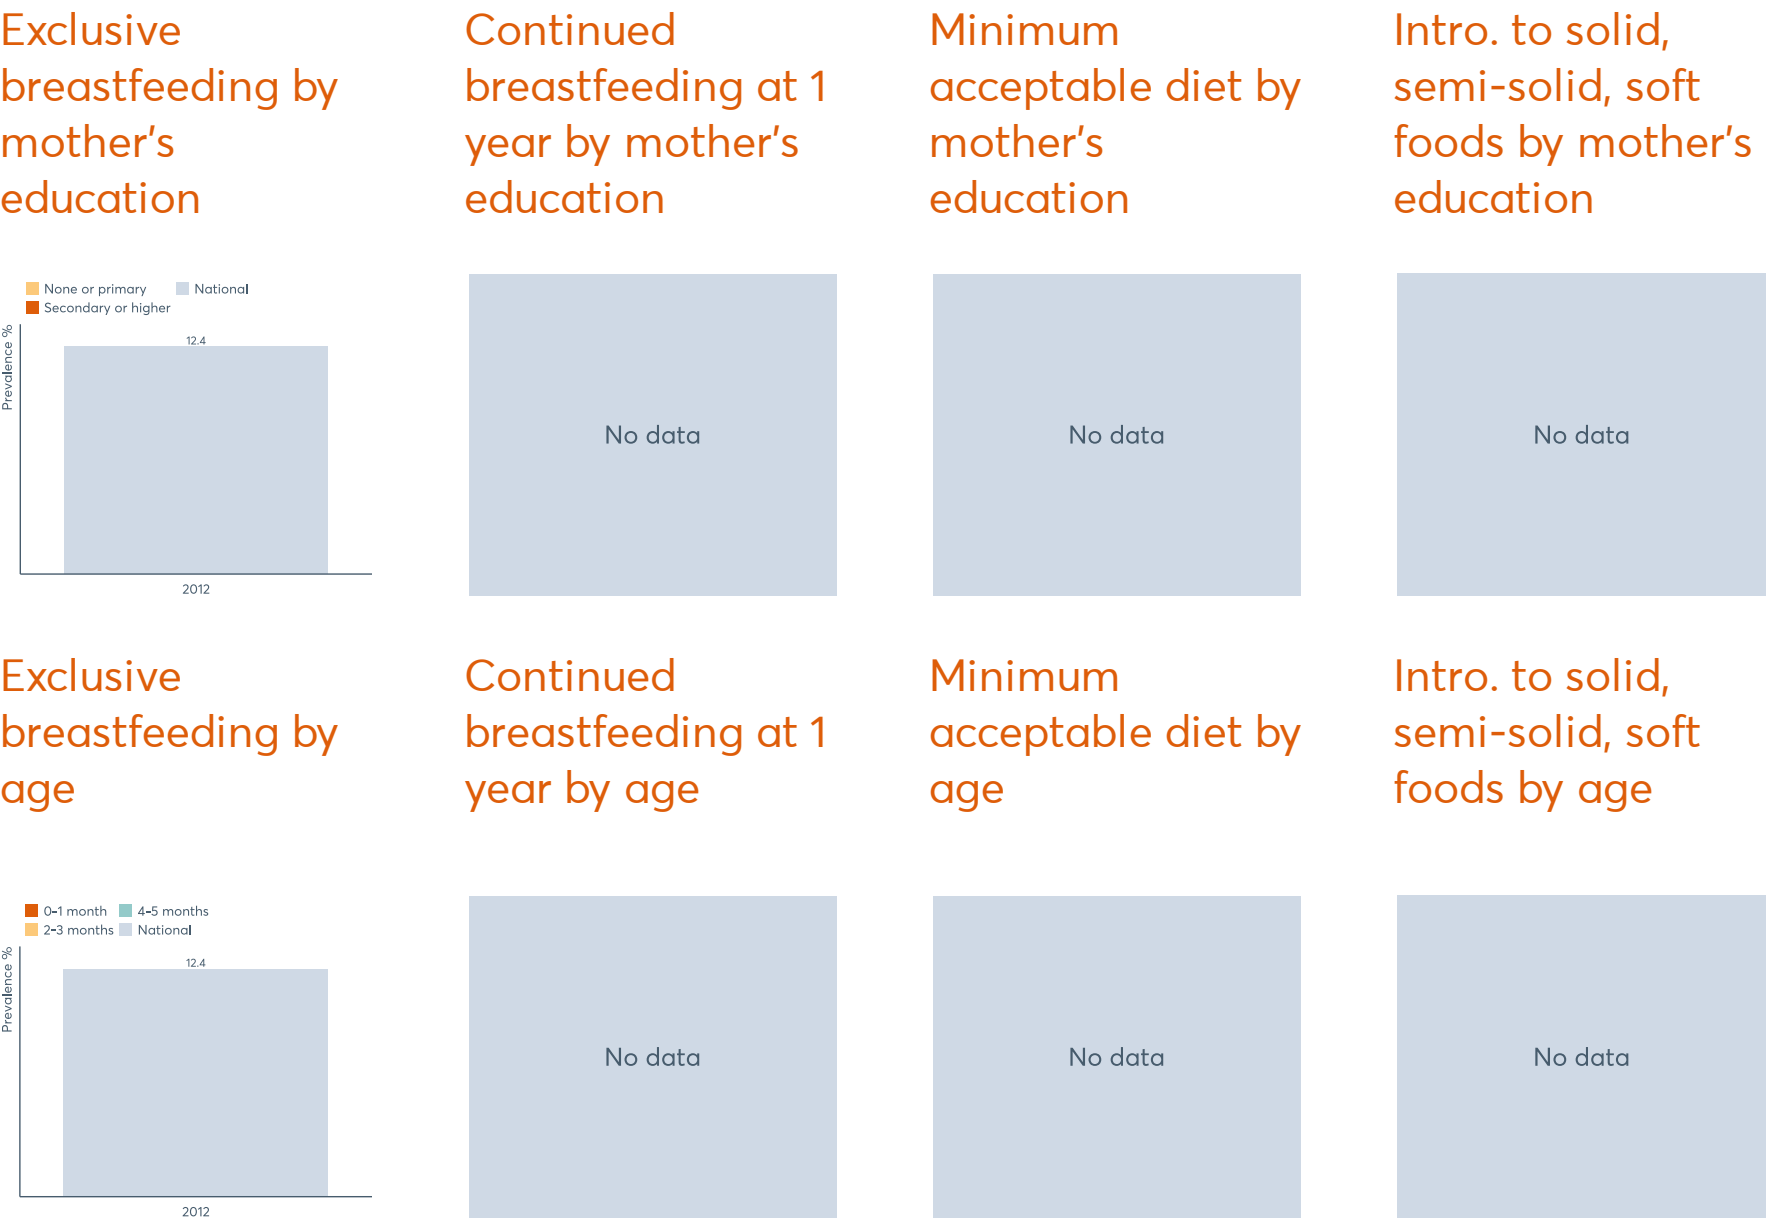 Exclusive
breastfeeding by
mother's
education
Continued
breastfeeding at 1
year by mother's
education
Minimum
acceptable diet by
mother's
education
Intro. to solid,
semi-solid, soft
foods by mother's
education
None or primary
National
Secondary or higher
Prevalence %
12.4
2012
No data
No data
No data
Exclusive
breastfeeding by
age
Continued
breastfeeding at 1
year by age
Minimum
acceptable diet by
age
Intro. to solid,
semi-solid, soft
foods by age
0-1 month
4-5 months
2-3 months
National
Prevalence %
12.4
2012
No data
No data
No data